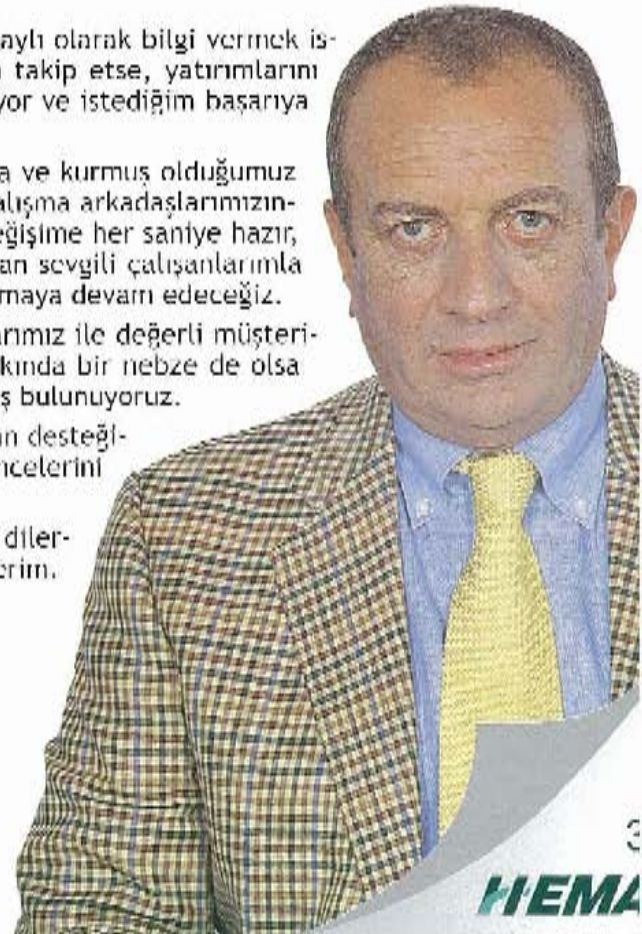 aylı olarak bilgi vermek is-
takip etse, yatırımlarını
yor ve istediğim başarıya
a ve kurmuş olduğumuz
alışma arkadaşlarımızın-
eğişime her saniye hazır,
an sevgili çalışanlarımla
maya devam edeceğiz.
arımız ile değerli müşteri-
kında bir nebze de olsa
ş bulunuyoruz.
an desteği-
ncelerini
diler-
erim.
3
HEMA